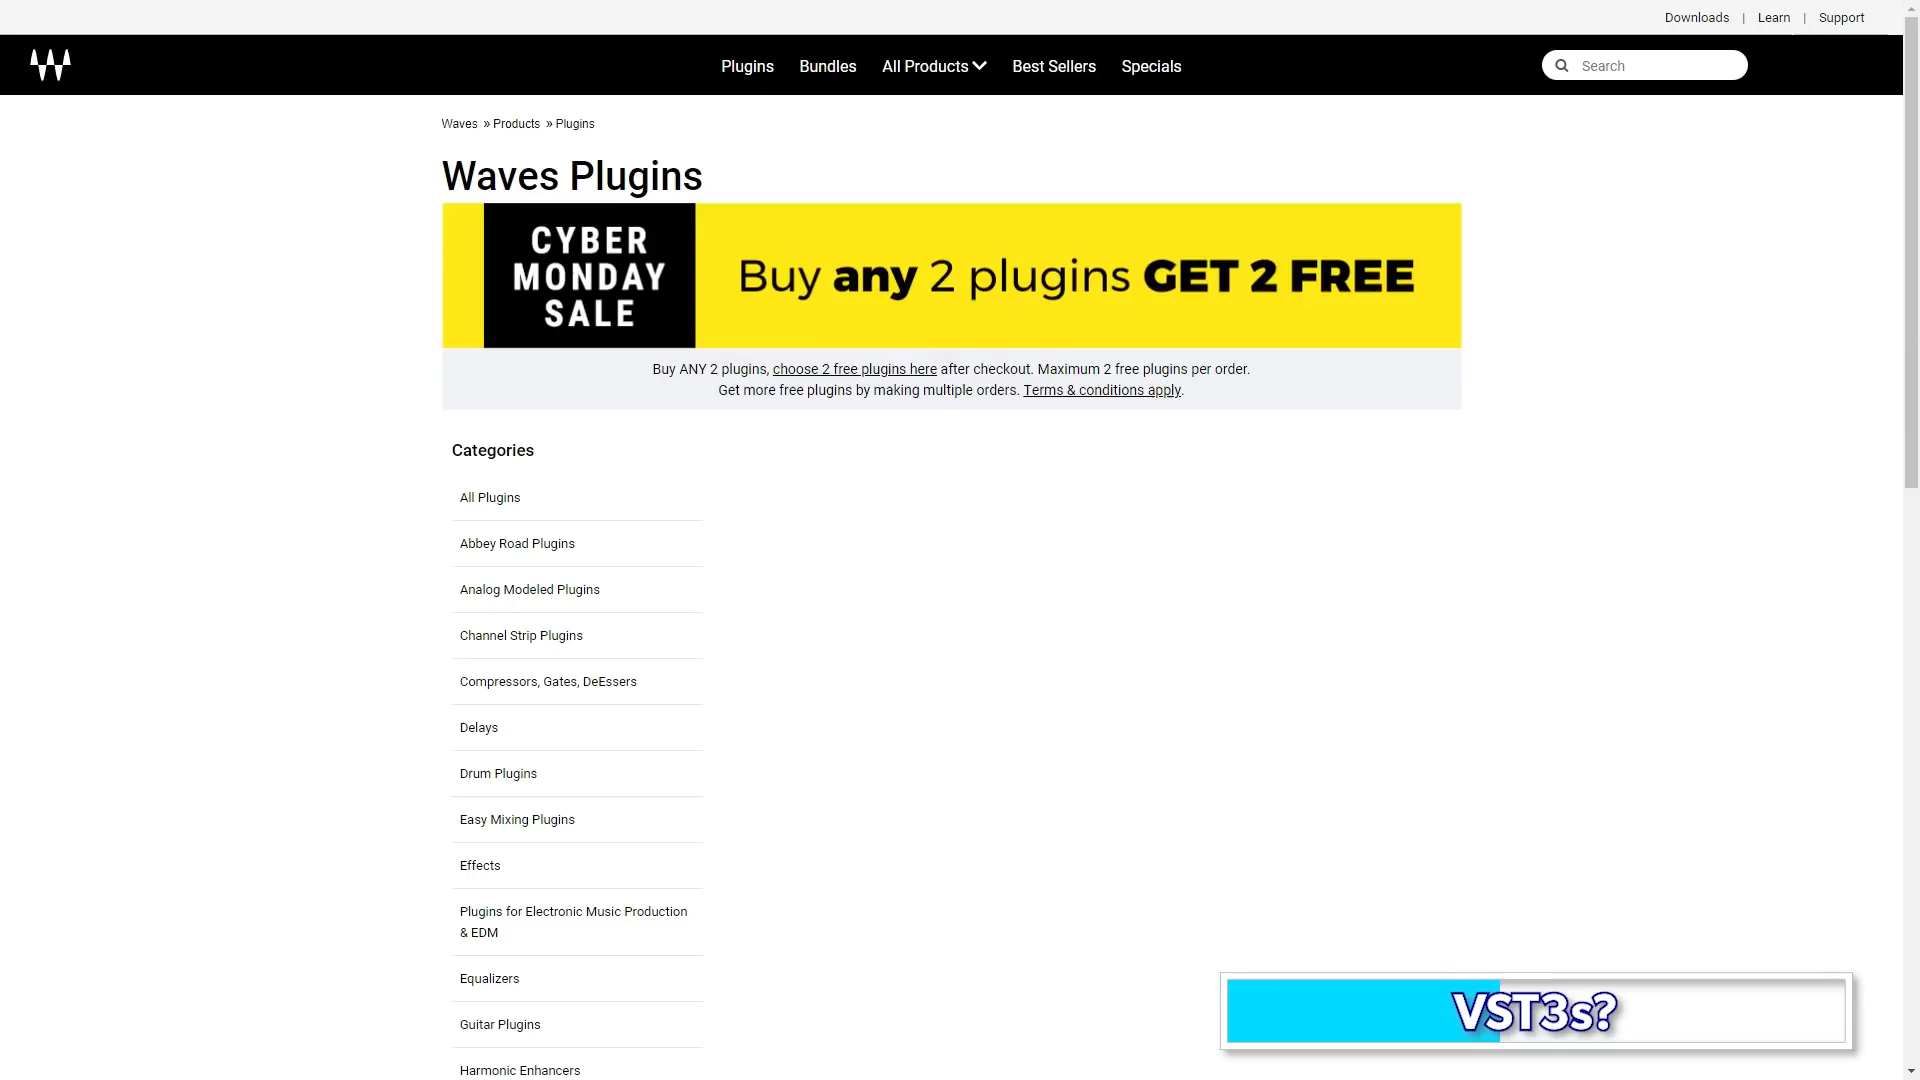 Downloads | Learn | Support
Plugins Bundles All Products Best Sellers Specials Search
Waves » Products » Plugins
Waves Plugins
CYBER
MONDAY
SALE
Buy any 2 plugins GET 2 FREE
Buy ANY 2 plugins, choose 2 free plugins here after checkout. Maximum 2 free plugins per order.
Get more free plugins by making multiple orders. Terms & conditions apply.
Categories
All Plugins
Abbey Road Plugins
Analog Modeled Plugins
Channel Strip Plugins
Compressors, Gates, DeEssers
Delays
Drum Plugins
Easy Mixing Plugins
Effects
Plugins for Electronic Music Production
& EDM
Equalizers
Guitar Plugins
Harmonic Enhancers
VST3s?